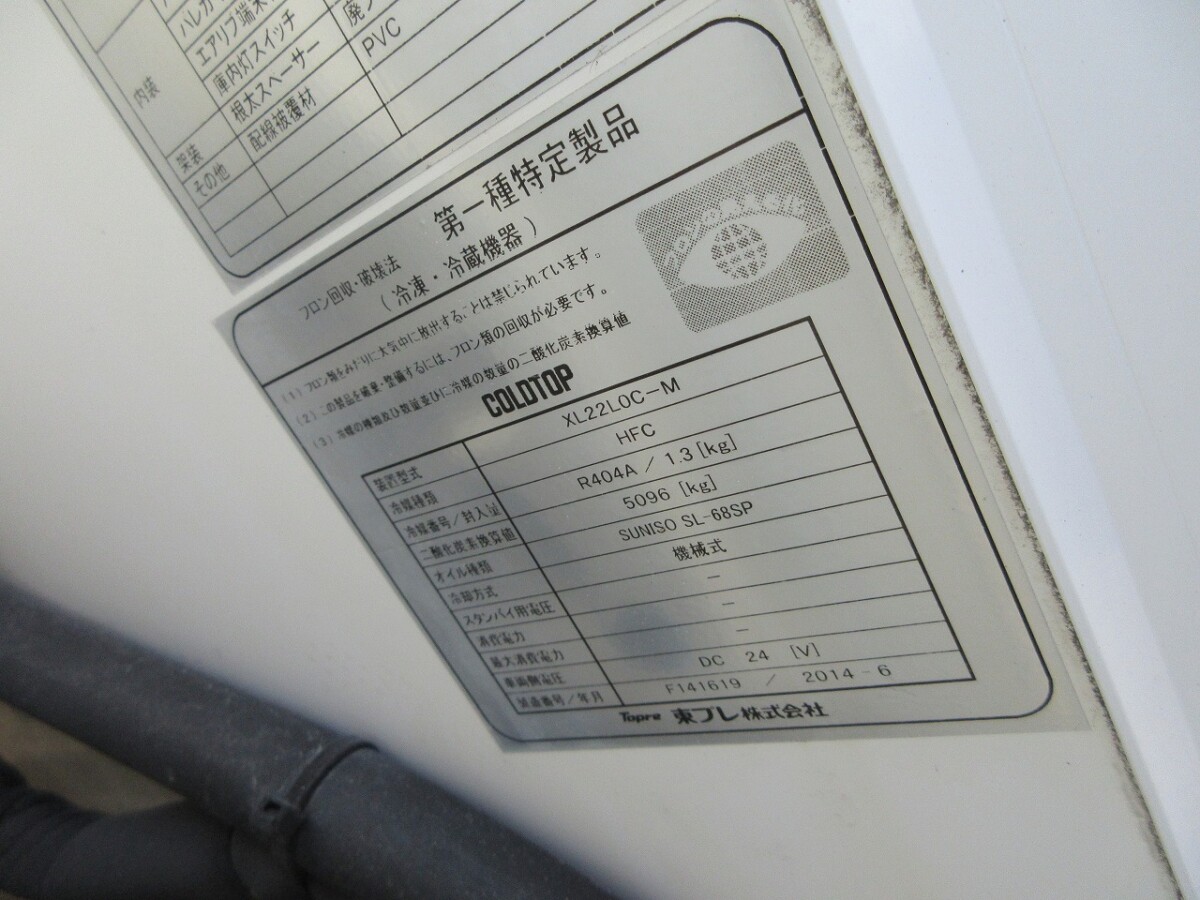 エアリブ端末
車内灯スイッチ
内装
根太スペーサー
配線被覆材 PVC
架装
その他
フロン回収・破壊法 第一種特定製品
(冷凍・冷蔵機器)
フロンの見える化
(1) フロン類をみだりに大気中に放出することは禁じられています。
(2) この製品を廃棄・整備するには、フロン類の回収が必要です。
(3) 冷媒の種類及び数量並びに冷媒の数量の二酸化炭素換算値
COLDTOP
装置型式 XL22L0C-M
冷媒種類 HFC
冷媒番号/封入量 R404A / 1.3 [kg]
二酸化炭素換算値 5096 [kg]
オイル種類 SUNISO SL-68SP
冷却方式 機械式
スタンバイ用電圧 -
消費電力 -
最大消費電力 -
車両側電圧 DC 24 [V]
製造番号/年月 F141619 / 2014-6
Topre 東プレ株式会社